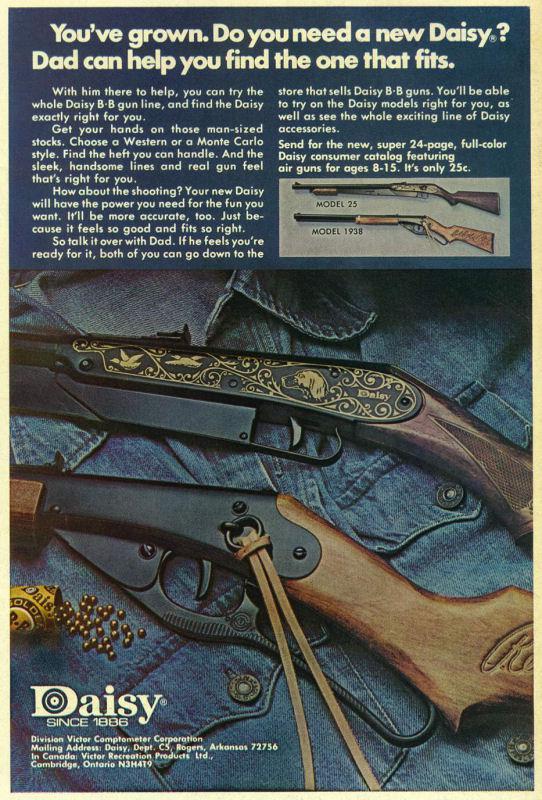 You've grown. Do you need a new Daisy®?
Dad can help you find the one that fits.
With him there to help, you can try the
whole Daisy B·B gun line, and find the Daisy
exactly right for you.
Get your hands on those man-sized
stocks. Choose a Western or a Monte Carlo
style. Find the heft you can handle. And the
sleek, handsome lines and real gun feel
that's right for you.
How about the shooting? Your new Daisy
will have the power you need for the fun you
want. It'll be more accurate, too. Just be-
cause it feels so good and fits so right.
So talk it over with Dad. If he feels you're
ready for it, both of you can go down to the
store that sells Daisy B·B guns. You'll be able
to try on the Daisy models right for you, as
well as see the whole exciting line of Daisy
accessories.
Send for the new, super 24-page, full-color
Daisy consumer catalog featuring
air guns for ages 8-15. It's only 25c.
MODEL 25
MODEL 1938
Daisy
Daisy
Daisy®
SINCE 1886
Division Victor Comptometer Corporation
Mailing Address: Daisy, Dept. C5, Rogers, Arkansas 72756
In Canada: Victor Recreation Products Ltd.,
Cambridge, Ontario N3H4T9